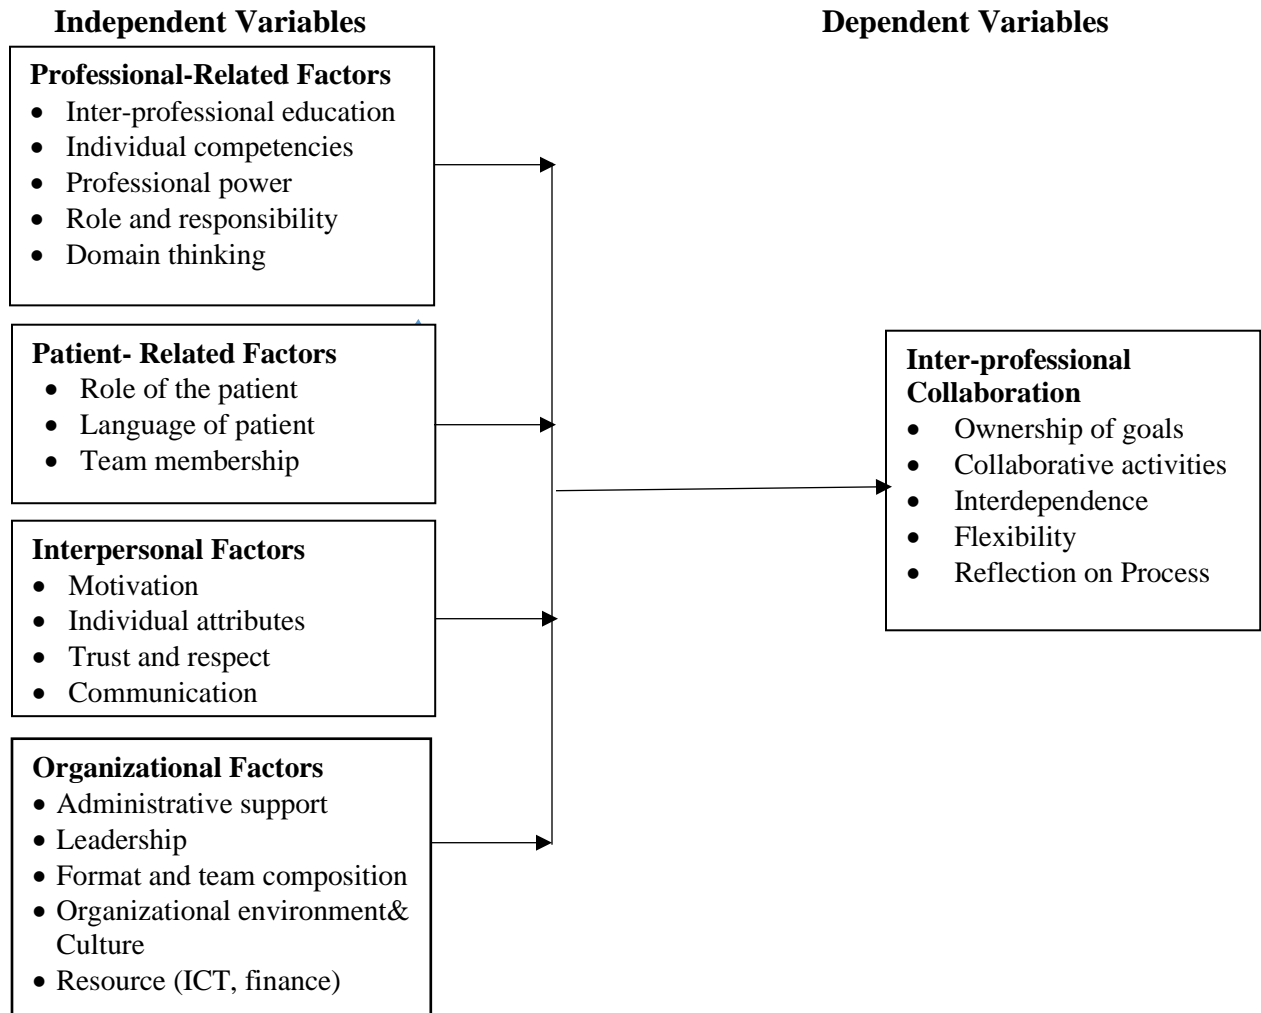 Independent Variables
Dependent Variables
Professional-Related Factors
• Inter-professional education
• Individual competencies
• Professional power
• Role and responsibility
• Domain thinking
Patient- Related Factors
• Role of the patient
• Language of patient
• Team membership
Interpersonal Factors
• Motivation
• Individual attributes
• Trust and respect
• Communication
Organizational Factors
• Administrative support
• Leadership
• Format and team composition
• Organizational environment&
Culture
• Resource (ICT, finance)
Inter-professional
Collaboration
• Ownership of goals
• Collaborative activities
• Interdependence
• Flexibility
• Reflection on Process